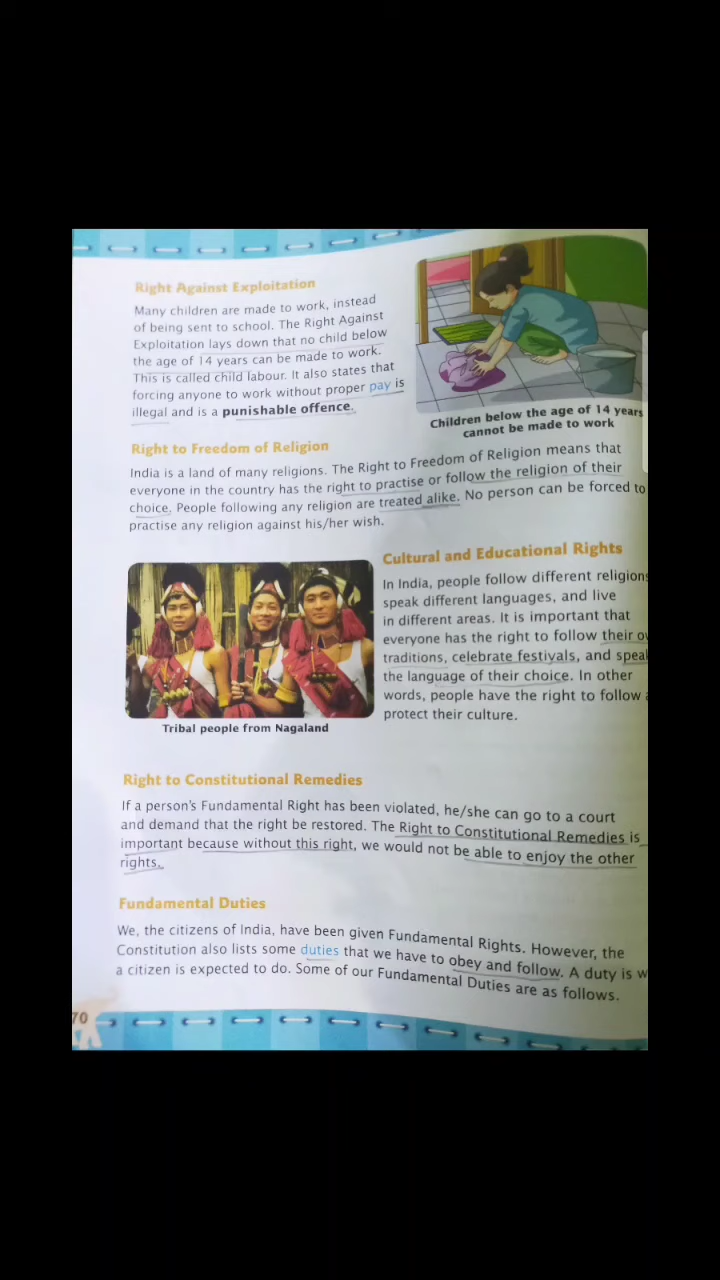 Right Against Exploitation
Many children are made to work, instead
of being sent to school. The Right Against
Exploitation lays down that no child below
the age of 14 years can be made to work.
This is called child labour. It also states that
forcing anyone to work without proper pay is
illegal and is a punishable offence.
Children below the age of 14 years
cannot be made to work
Right to Freedom of Religion
India is a land of many religions. The Right to Freedom of Religion means that
everyone in the country has the right to practise or follow the religion of their
choice. People following any religion are treated alike. No person can be forced to
practise any religion against his/her wish.
Cultural and Educational Rights
In India, people follow different religions
speak different languages, and live
in different areas. It is important that
everyone has the right to follow their
traditions, celebrate festivals, and
the language of their choice. In other
words, people have the right to follow
protect their culture.
Tribal people from Nagaland
Right to Constitutional Remedies
If a person's Fundamental Right has been violated, he/she can go to a court
and demand that the right be restored. The Right to Constitutional Remedies is
important because without this right, we would not be able to enjoy the other
rights.
Fundamental Duties
We, the citizens of India, have been given Fundamental Rights. However, the
Constitution also lists some duties that we have to obey and follow. A duty is
a citizen is expected to do. Some of our Fundamental Duties are as follows.
70